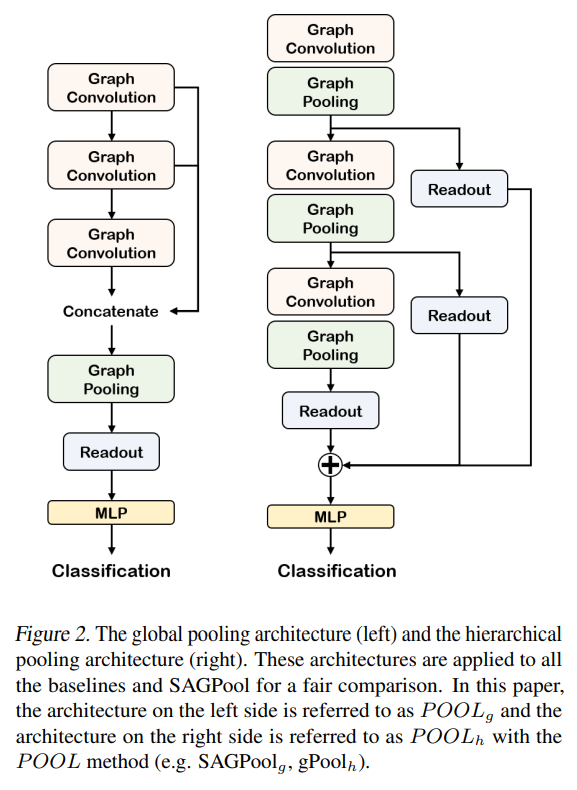 Graph
Convolution
Graph
Convolution
Graph
Convolution
Concatenate
Graph
Pooling
Readout
MLP
Classification
Graph
Convolution
Graph
Pooling
Graph
Convolution
Readout
Graph
Pooling
Graph
Convolution
Readout
Graph
Pooling
Readout
MLP
Classification
Figure 2. The global pooling architecture (left) and the hierarchical
pooling architecture (right). These architectures are applied to all
the baselines and SAGPool for a fair comparison. In this paper,
the architecture on the left side is referred to as POOL_g and the
architecture on the right side is referred to as POOL_h with the
POOL method (e.g. SAGPool_g, gPool_h).